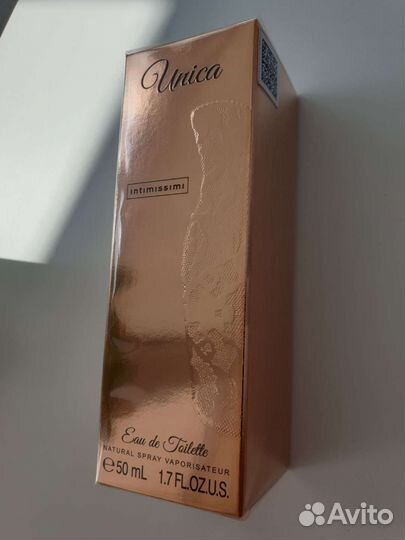 Unica
intimissimi
Eau de Toilette
NATURAL SPRAY VAPORISATEUR
℮50 mL 1.7 FL.OZ.U.S.
Avito